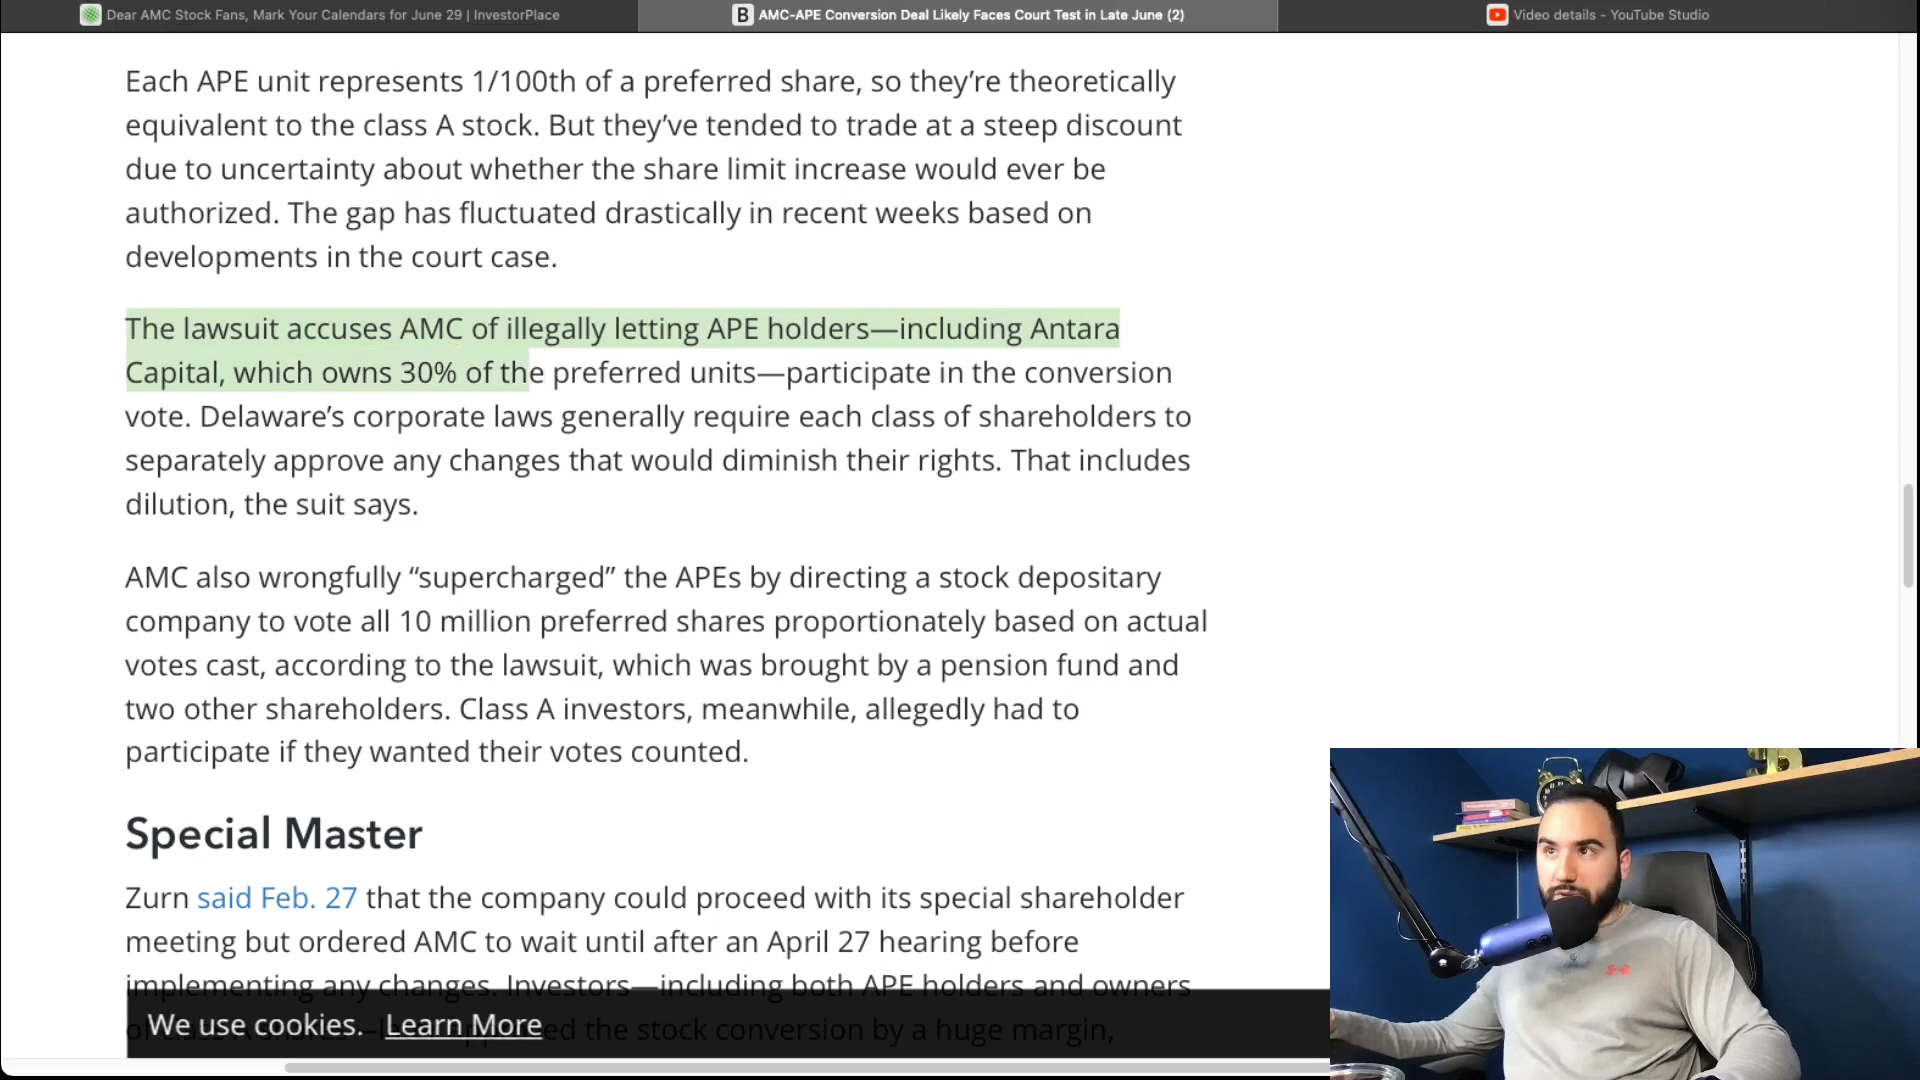 Dear AMC Stock Fans, Mark Your Calendars for June 29 | InvestorPlace
B AMC-APE Conversion Deal Likely Faces Court Test in Late June (2)
Video details - YouTube Studio
Each APE unit represents 1/100th of a preferred share, so they’re theoretically
equivalent to the class A stock. But they’ve tended to trade at a steep discount
due to uncertainty about whether the share limit increase would ever be
authorized. The gap has fluctuated drastically in recent weeks based on
developments in the court case.
The lawsuit accuses AMC of illegally letting APE holders—including Antara
Capital, which owns 30% of the preferred units—participate in the conversion
vote. Delaware’s corporate laws generally require each class of shareholders to
separately approve any changes that would diminish their rights. That includes
dilution, the suit says.
AMC also wrongfully “supercharged” the APEs by directing a stock depositary
company to vote all 10 million preferred shares proportionately based on actual
votes cast, according to the lawsuit, which was brought by a pension fund and
two other shareholders. Class A investors, meanwhile, allegedly had to
participate if they wanted their votes counted.
Special Master
Zurn said Feb. 27 that the company could proceed with its special shareholder
meeting but ordered AMC to wait until after an April 27 hearing before
implementing any changes. Investors—including both APE holders and owners
the stock conversion by a huge margin,
We use cookies. Learn More